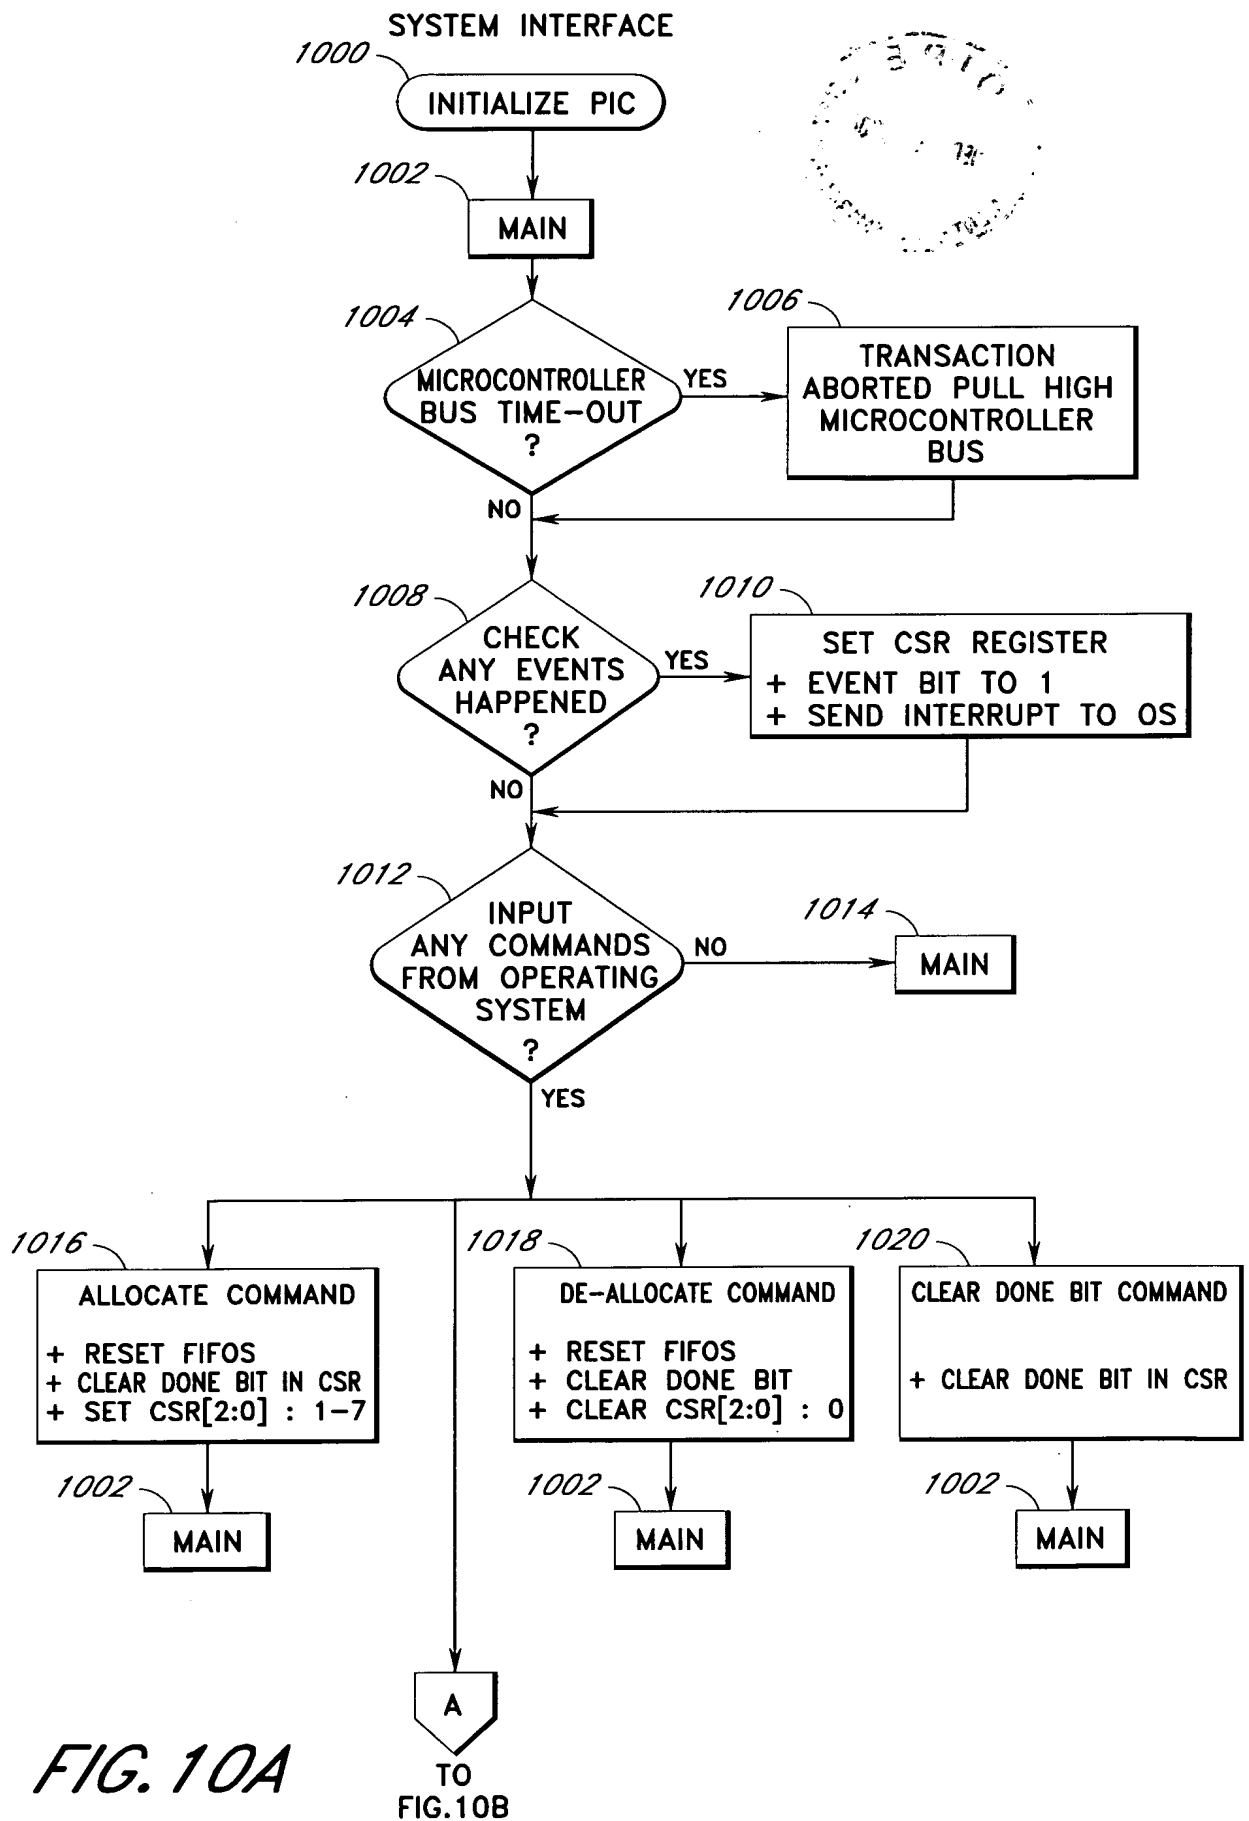 SYSTEM INTERFACE
1000
INITIALIZE PIC
1002
MAIN
1004
MICROCONTROLLER
BUS TIME-OUT
?
YES
NO
1006
TRANSACTION
ABORTED PULL HIGH
MICROCONTROLLER
BUS
1008
CHECK
ANY EVENTS
HAPPENED
?
YES
NO
1010
SET CSR REGISTER
+ EVENT BIT TO 1
+ SEND INTERRUPT TO OS
1012
INPUT
ANY COMMANDS
FROM OPERATING
SYSTEM
?
NO
YES
1014
MAIN
1016
ALLOCATE COMMAND
+ RESET FIFOS
+ CLEAR DONE BIT IN CSR
+ SET CSR[2:0] : 1-7
1002
MAIN
1018
DE-ALLOCATE COMMAND
+ RESET FIFOS
+ CLEAR DONE BIT
+ CLEAR CSR[2:0] : 0
1002
MAIN
1020
CLEAR DONE BIT COMMAND
+ CLEAR DONE BIT IN CSR
1002
MAIN
A
TO
FIG.10B
FIG. 10A